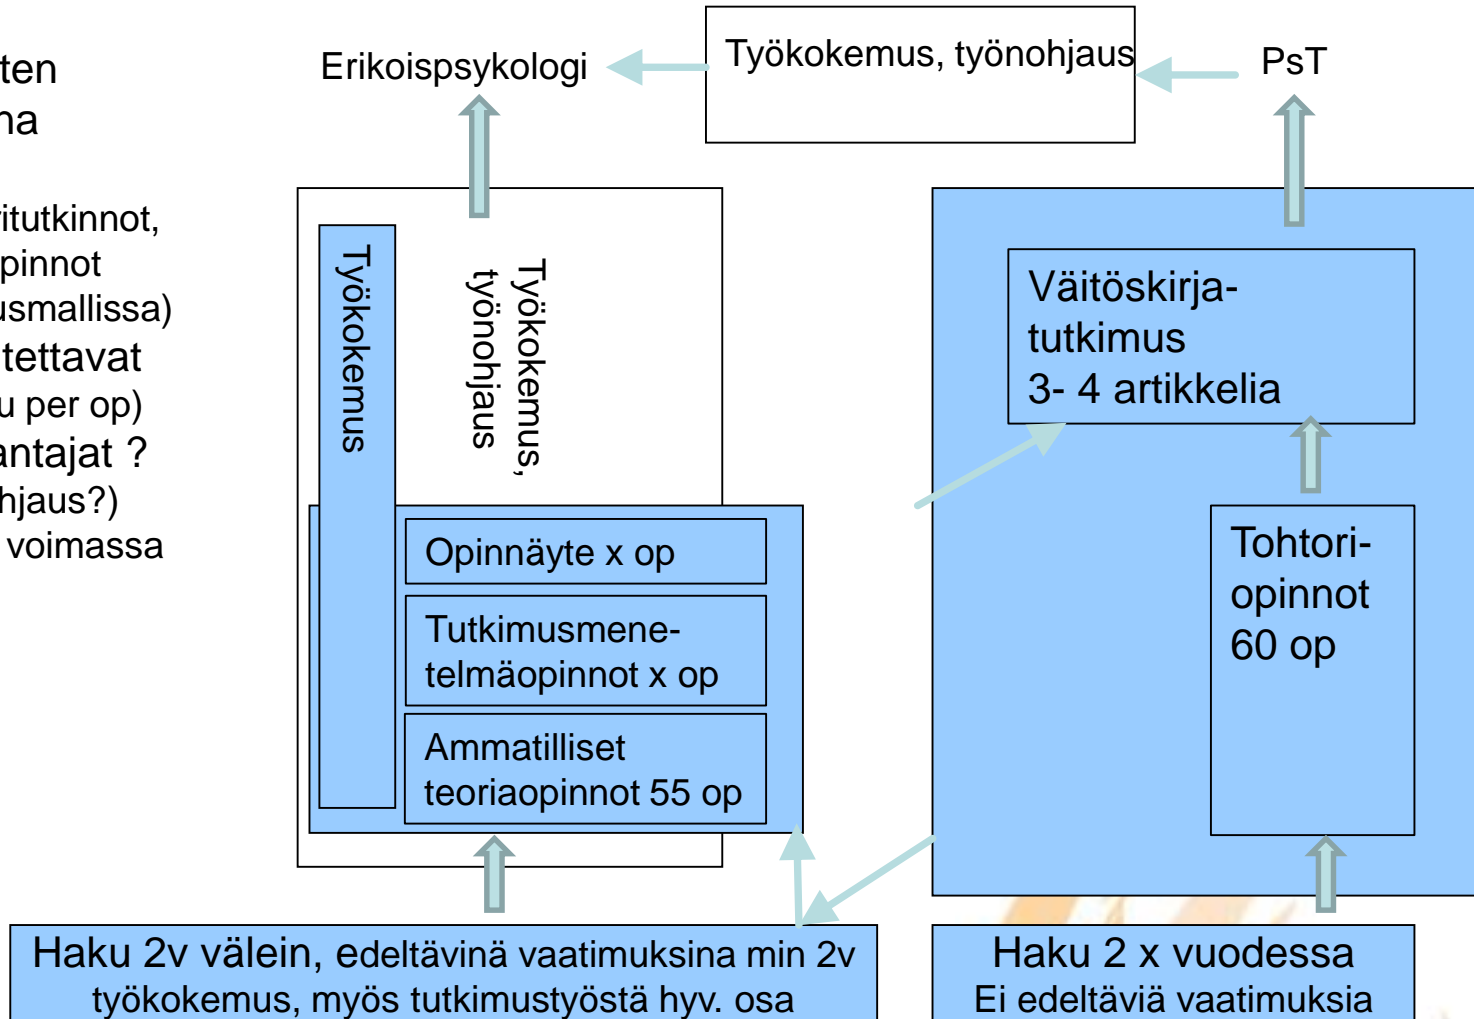 ten
na
ritutkinnot,
pinnot
usmallissa)
tettavat
u per op)
antajat ?
hjaus?)
voimassa
Erikoispsykologi
Työkokemus, työnohjaus
PsT
Työkokemus
Työkokemus,
työnohjaus
Opinnäyte x op
Tutkimusmene-
telmäopinnot x op
Ammatilliset
teoriaopinnot 55 op
Väitöskirja-
tutkimus
3- 4 artikkelia
Tohtori-
opinnot
60 op
Haku 2v välein, edeltävinä vaatimuksina min 2v
työkokemus, myös tutkimustyöstä hyv. osa
Haku 2 x vuodessa
Ei edeltäviä vaatimuksia